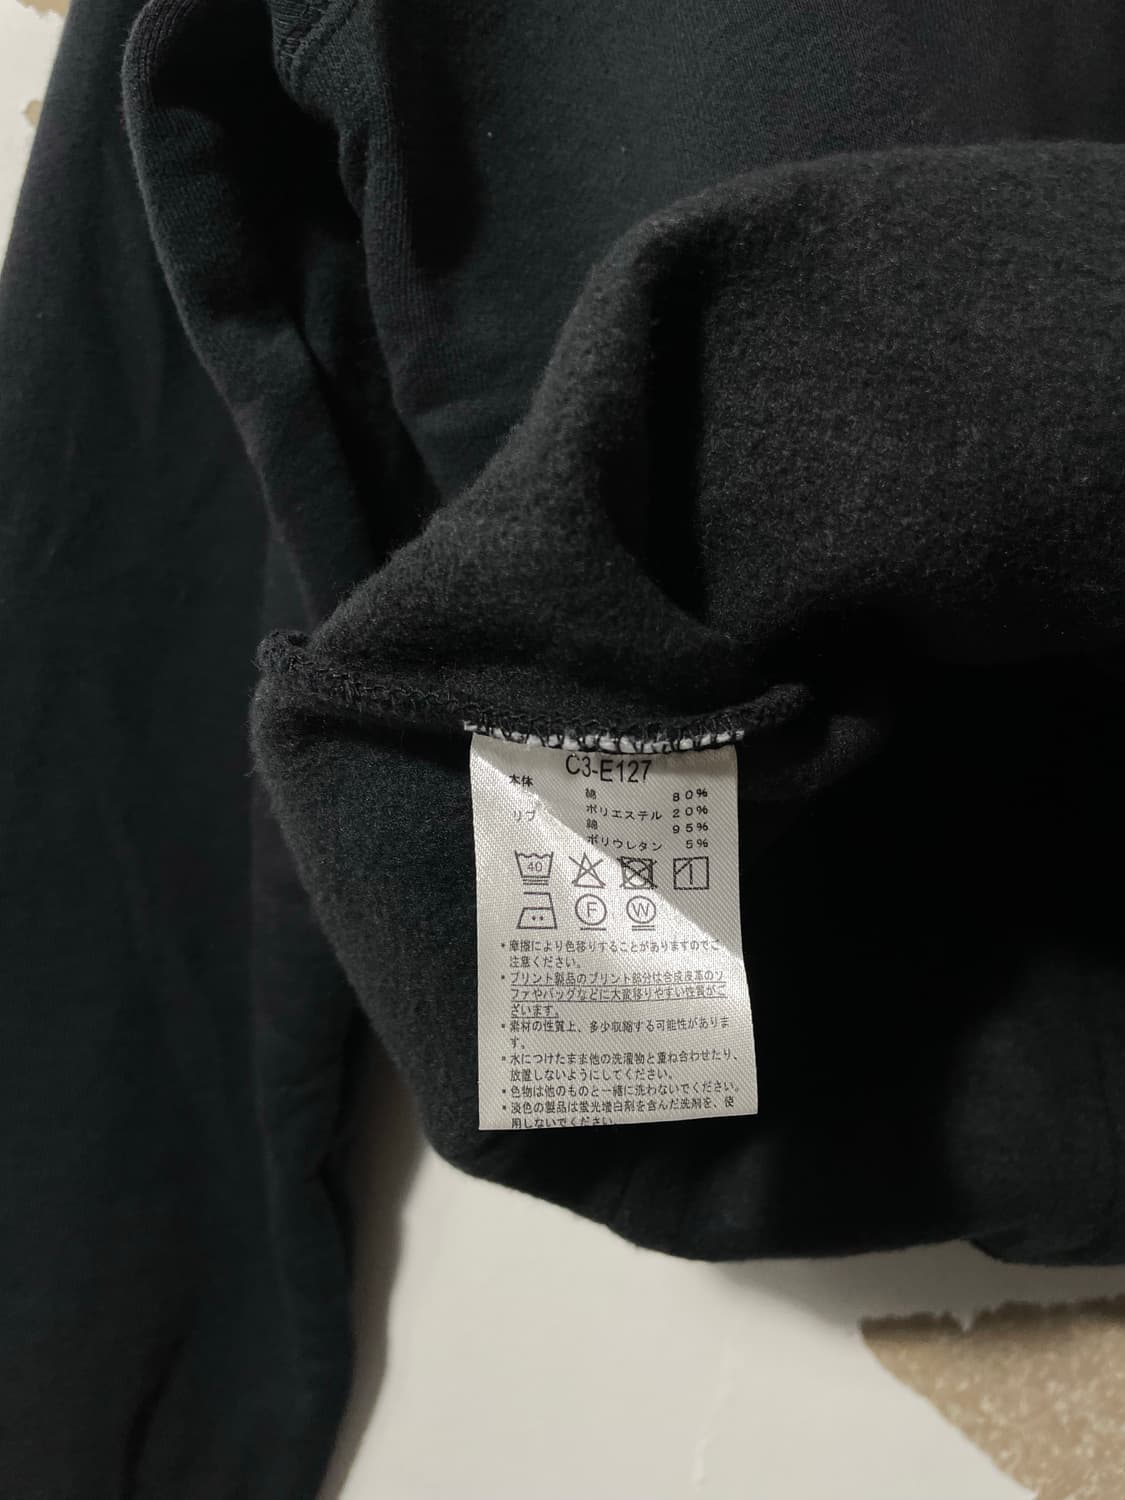 C3-E127
本体 綿 80%
ポリエステル 20%
リブ 綿 95%
ポリウレタン 5%
40
F W
・摩擦により色移りすることがありますのでご
注意ください。
・プリント製品のプリント部分は合成皮革のソ
ファやバッグなどに大変移りやすい性質がご
ざいます。
・素材の性質上、多少収縮する可能性がありま
す。
・水につけたまま他の洗濯物と重ね合わせたり、
放置しないようにしてください。
・色物は他のものと一緒に洗わないでください。
・淡色の製品は蛍光増白剤を含んだ洗剤を、使
用しないでください。